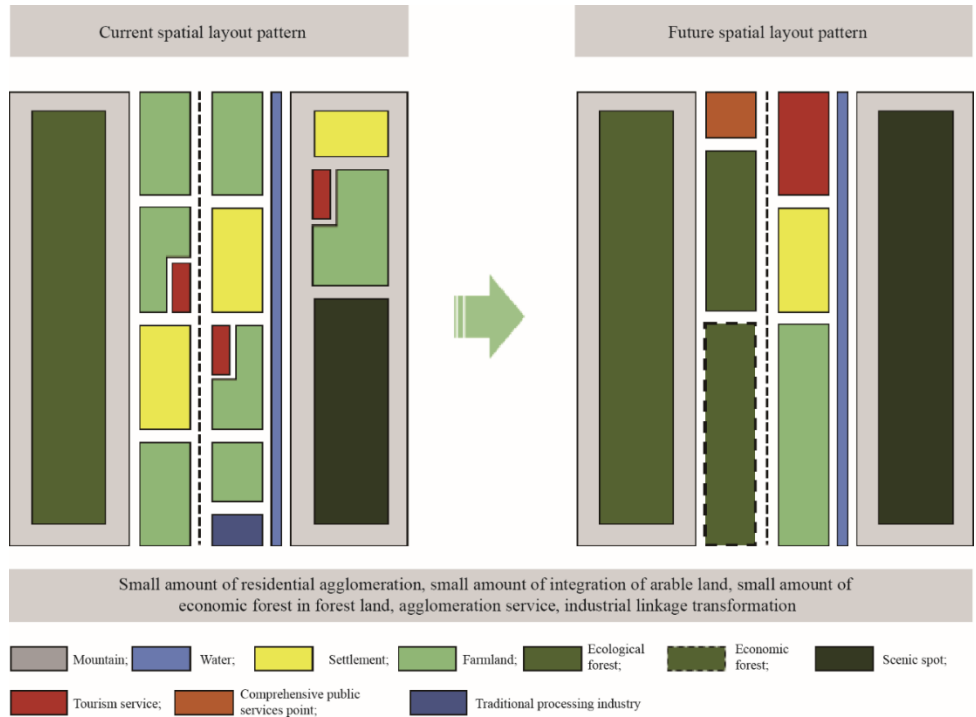 Current spatial layout pattern
Future spatial layout pattern
Small amount of residential agglomeration, small amount of integration of arable land, small amount of
economic forest in forest land, agglomeration service, industrial linkage transformation
Mountain;
Water;
Settlement;
Farmland;
Ecological
forest;
Economic
forest;
Scenic spot;
Tourism service;
Comprehensive public
services point;
Traditional processing industry